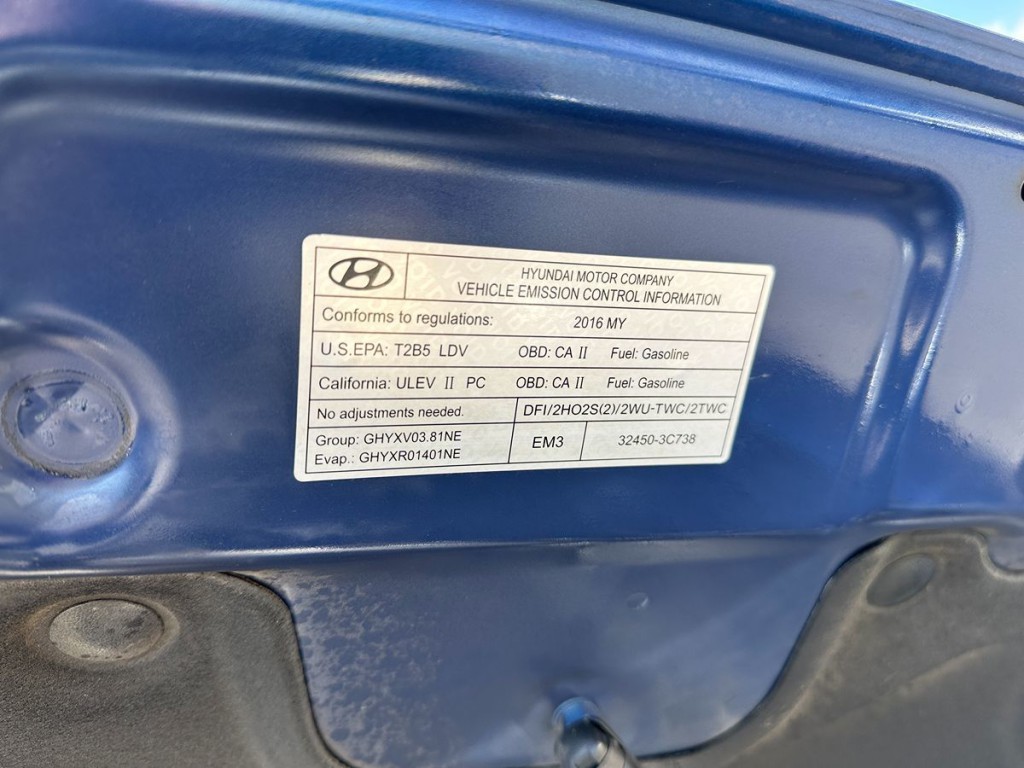 HYUNDAI MOTOR COMPANY
VEHICLE EMISSION CONTROL INFORMATION
Conforms to regulations: 2016 MY
U.S.EPA: T2B5 LDV OBD: CA II Fuel: Gasoline
California: ULEV II PC OBD: CA II Fuel: Gasoline
No adjustments needed. DFI/2HO2S(2)/2WU-TWC/2TWC
Group: GHYXV03.81NE
Evap.: GHYXR01401NE
EM3 32450-3C738